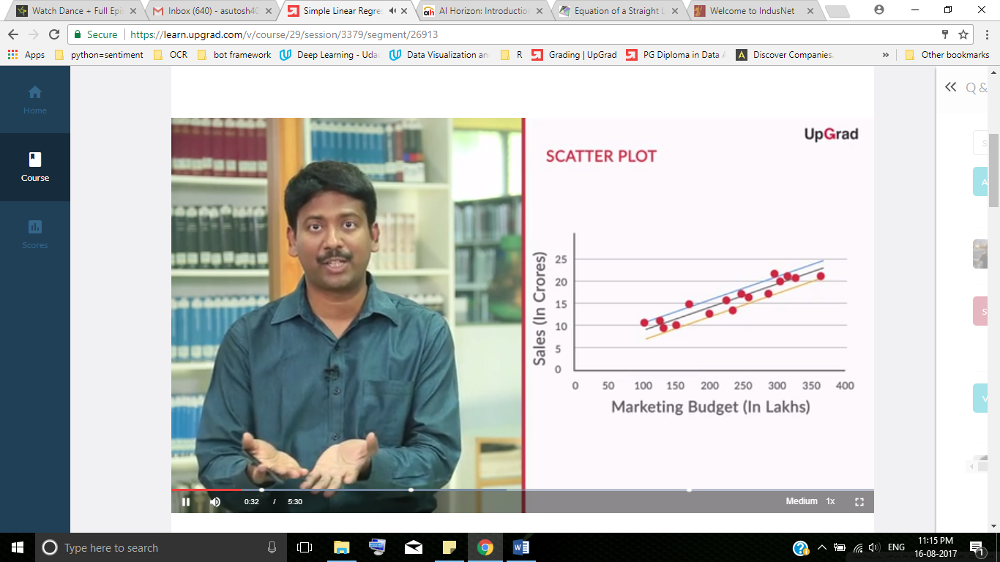 Watch Dance + Full Epi
Inbox (640) - asutosh40
Simple Linear Regre
AI Horizon: Introductio
Equation of a Straight L
Welcome to IndusNet
Secure
https://learn.upgrad.com/v/course/29/session/3379/segment/26913
Apps
python=sentiment
OCR
bot framework
Deep Learning - Uda
Data Visualization an
R
Grading | UpGrad
PG Diploma in Data A
Discover Companies.
»
Other bookmarks
Home
Course
Scores
Q &
UpGrad
SCATTER PLOT
Sales (In Crores)
25
20
15
10
5
0
0 50 100 150 200 250 300 350 400
Marketing Budget (In Lakhs)
0:32 / 5:30
Medium 1x
S
A
S
V
Type here to search
ENG
11:15 PM
16-08-2017
1